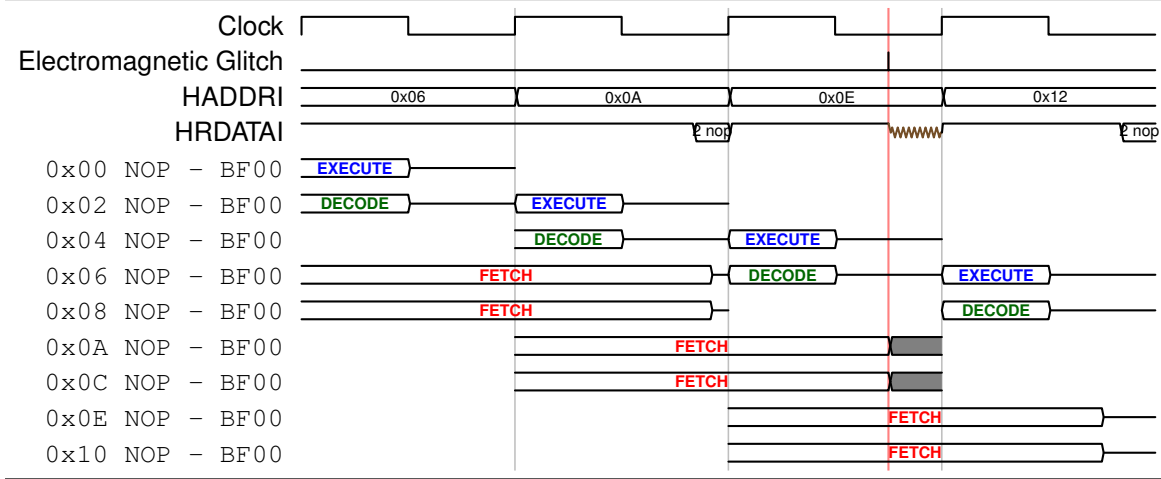 Clock
Electromagnetic Glitch
HADDRI 0x06 0x0A 0x0E 0x12
HRDATAI 2 nop 2 nop
0x00 NOP - BF00 EXECUTE
0x02 NOP - BF00 DECODE EXECUTE
0x04 NOP - BF00 DECODE EXECUTE
0x06 NOP - BF00 FETCH DECODE EXECUTE
0x08 NOP - BF00 FETCH DECODE
0x0A NOP - BF00 FETCH
0x0C NOP - BF00 FETCH
0x0E NOP - BF00 FETCH
0x10 NOP - BF00 FETCH